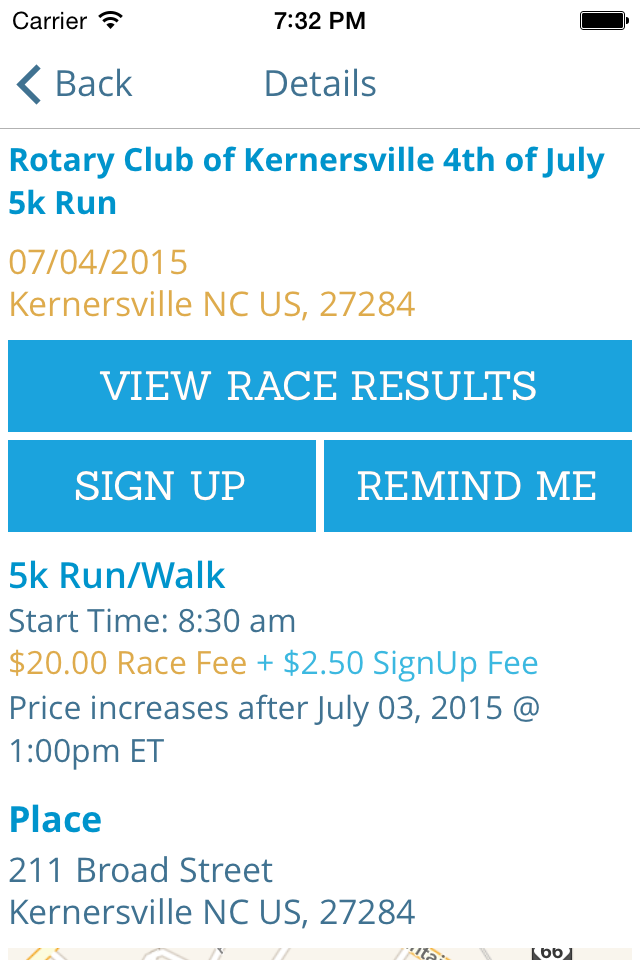 Carrier 7:32 PM
Back Details
Rotary Club of Kernersville 4th of July
5k Run
07/04/2015
Kernersville NC US, 27284
VIEW RACE RESULTS
SIGN UP REMIND ME
5k Run/Walk
Start Time: 8:30 am
$20.00 Race Fee + $2.50 SignUp Fee
Price increases after July 03, 2015 @
1:00pm ET
Place
211 Broad Street
Kernersville NC US, 27284
66